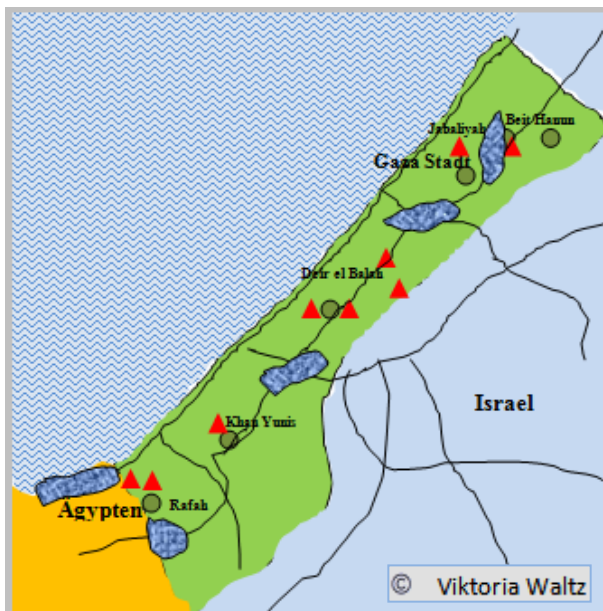 Jabaliyah
Beit Hanun
Gaza Stadt
Deir el Balah
Israel
Khan Yunis
Ägypten
Rafah
© Viktoria Waltz